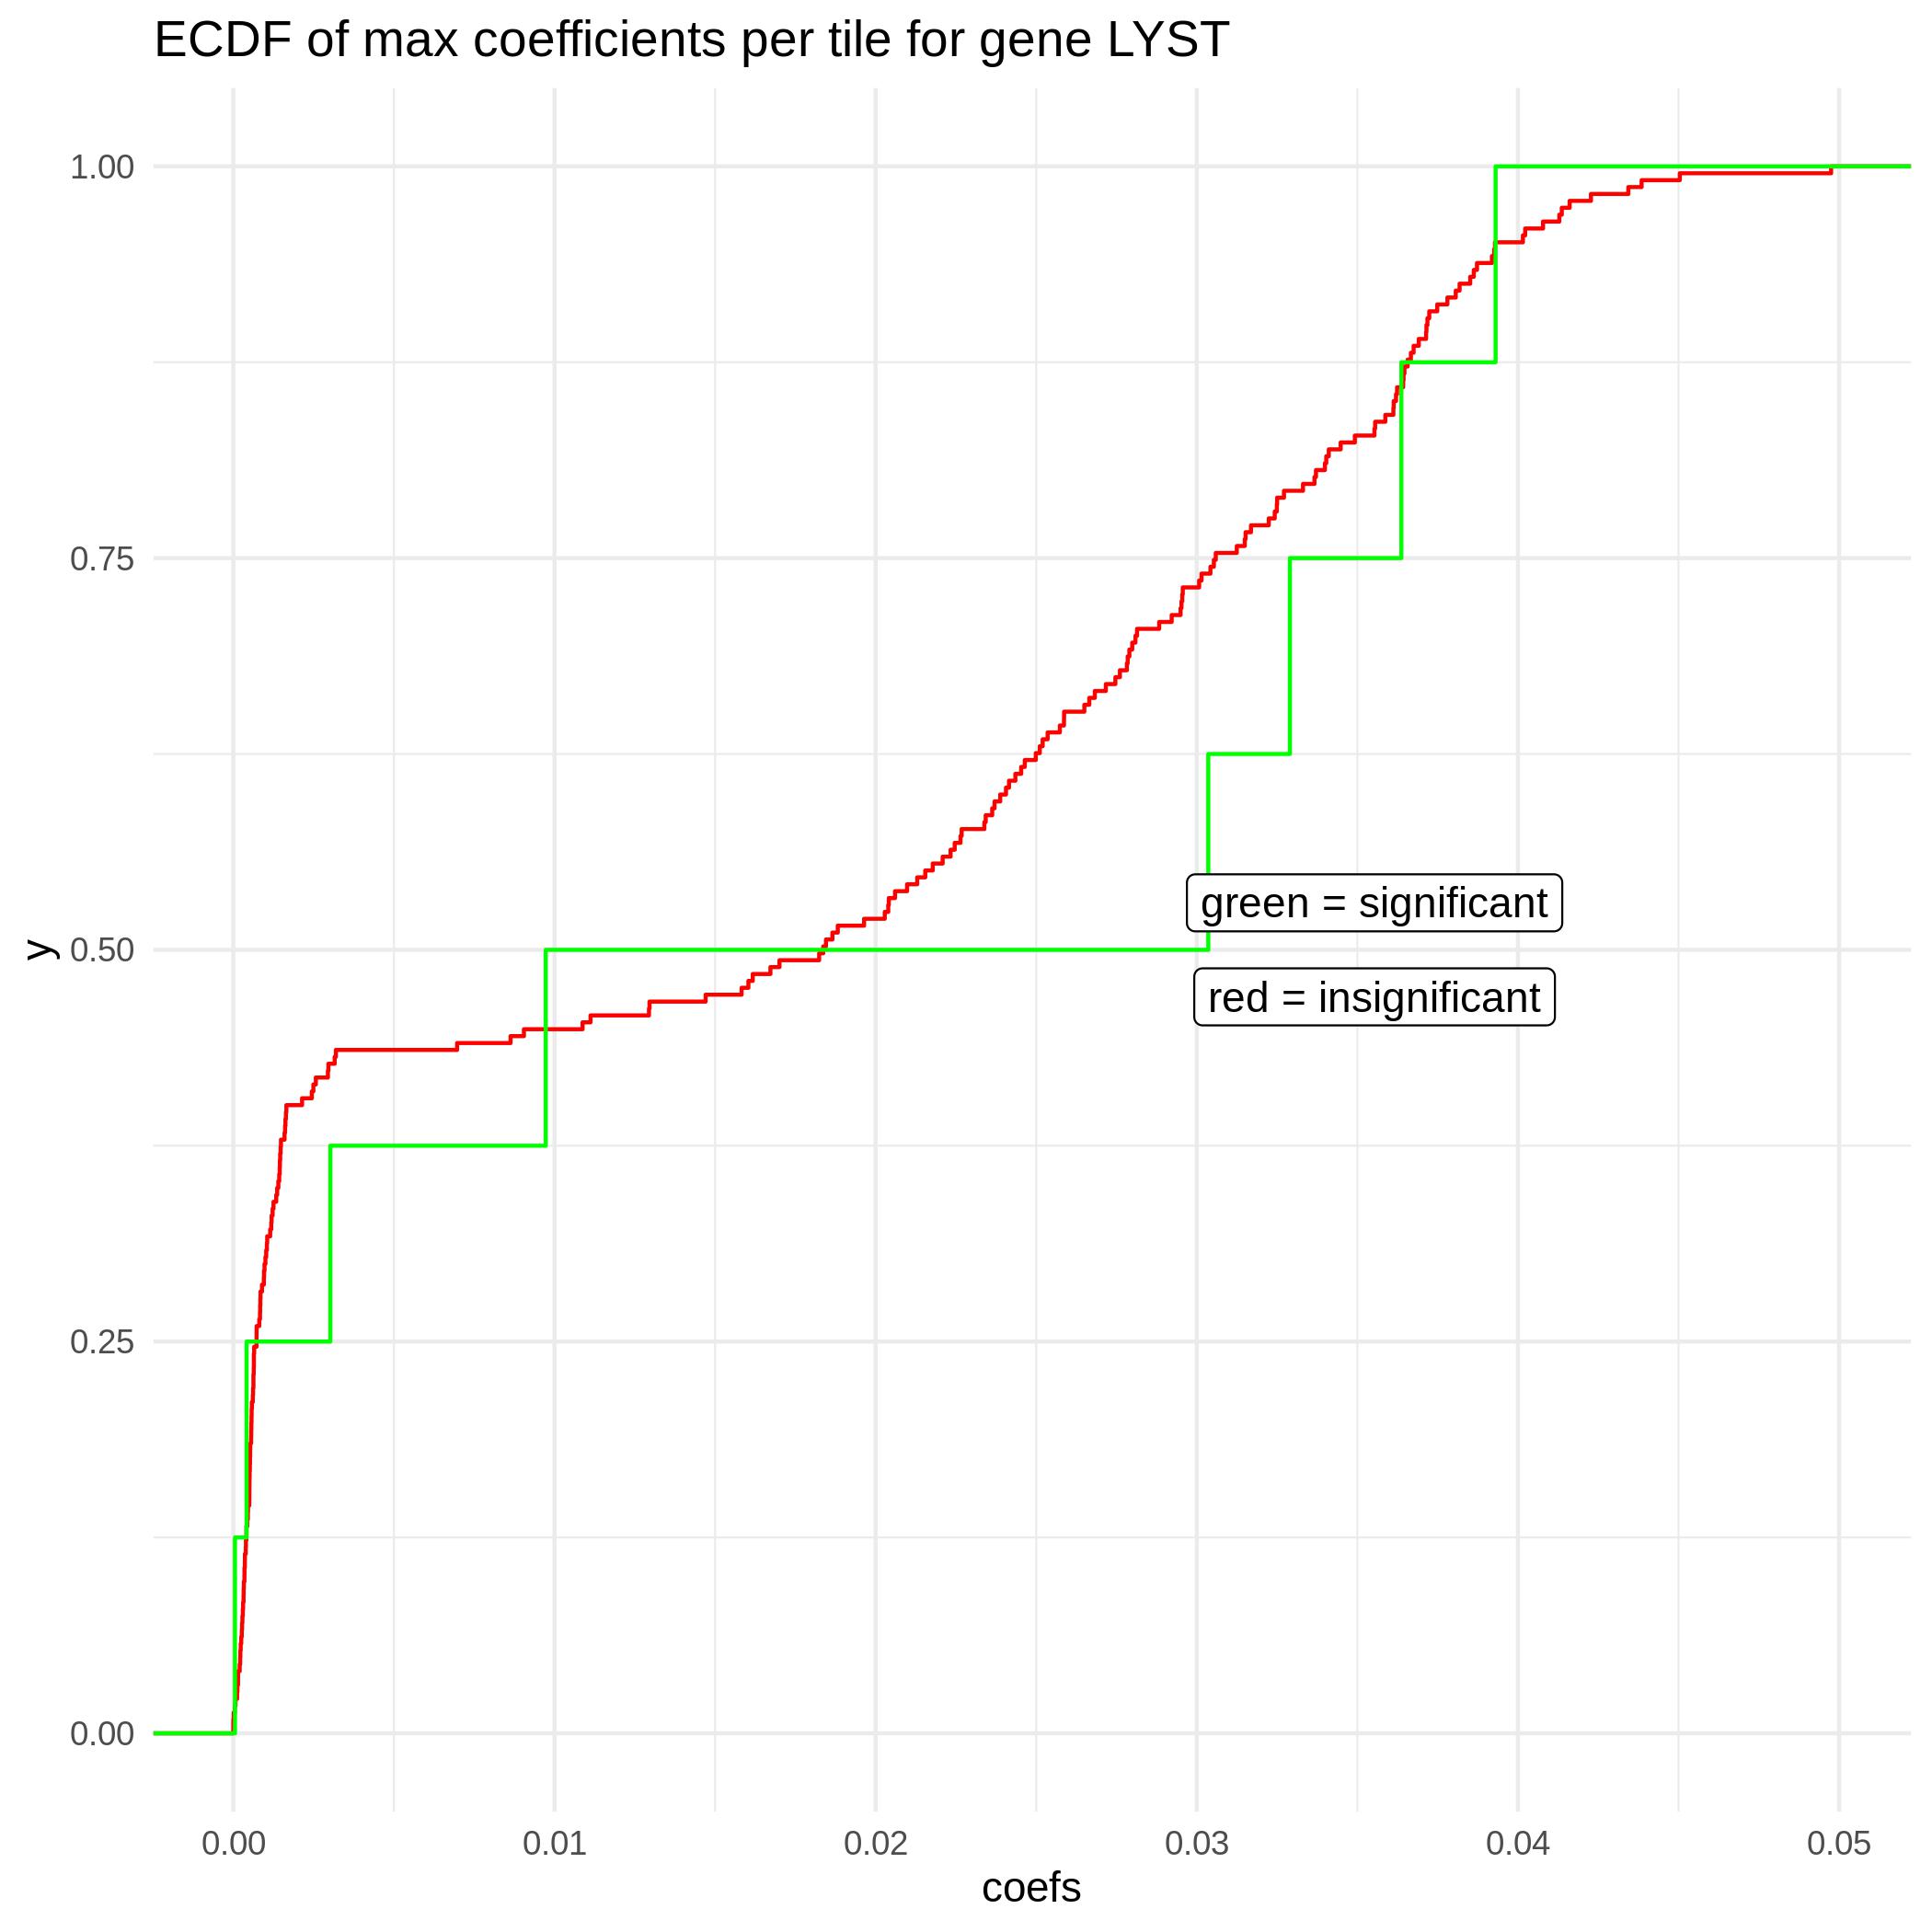 ECDF of max coefficients per tile for gene LYST
1.00
0.75
y
0.50
0.25
0.00
green = significant
red = insignificant
0.00 0.01 0.02 0.03 0.04 0.05
coefs